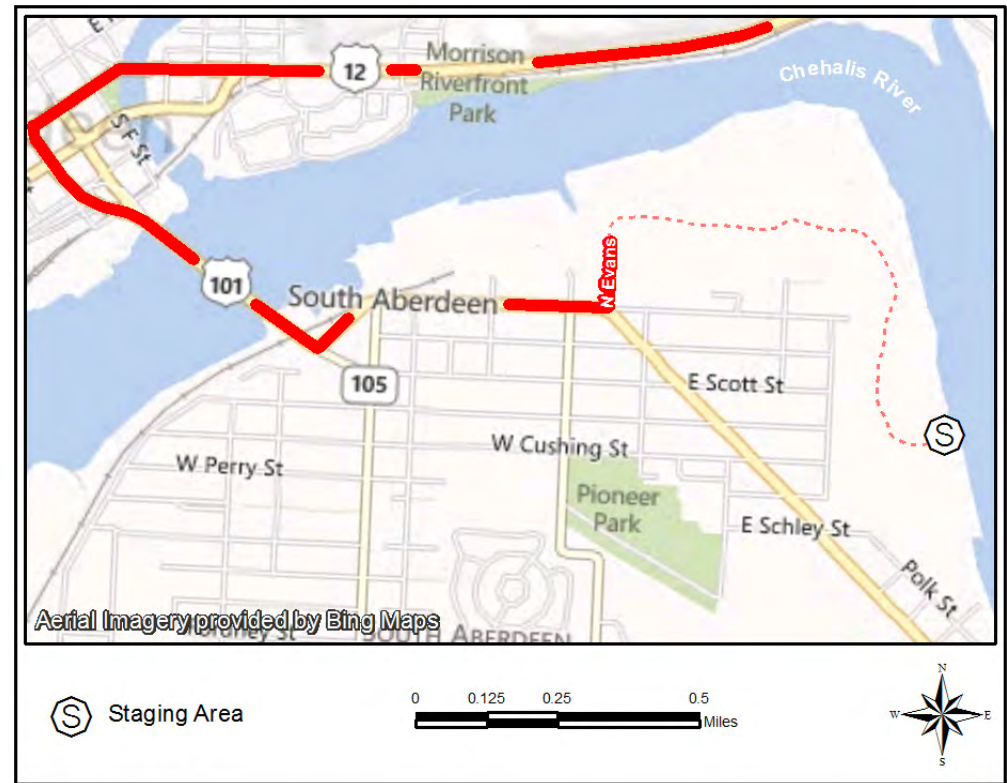 12
Morrison
Riverfront
Park
Chehalis River
S F St
101
South Aberdeen
N Evans
105
E Scott St
W Cushing St
W Perry St
Pioneer
Park
E Schley St
Polk St
Aerial Imagery provided by Bing Maps
SOUTH ABERDEEN
S
S Staging Area
0 0.125 0.25 0.5
Miles
N
W E
S